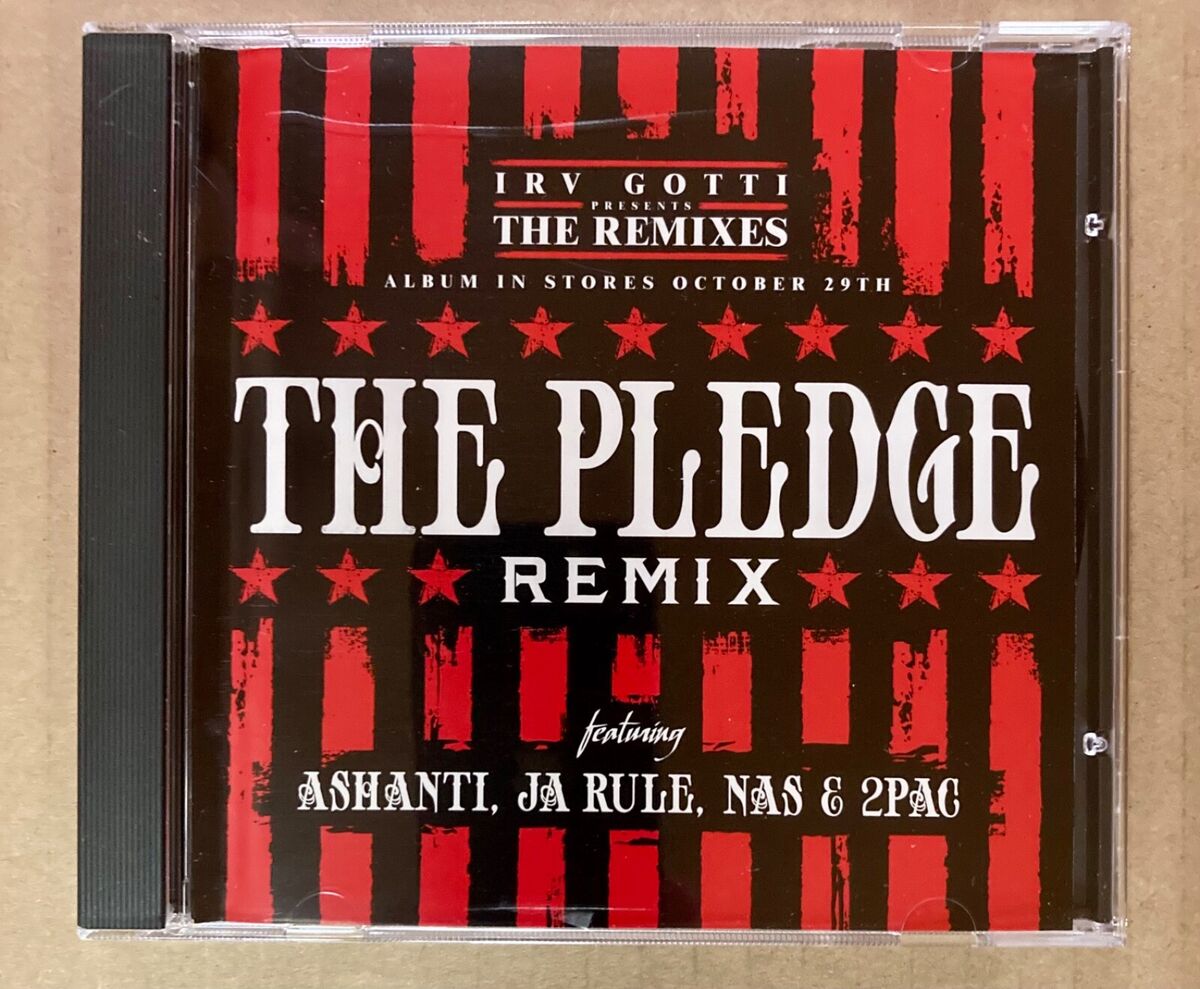 IRV GOTTI
PRESENTS
THE REMIXES
ALBUM IN STORES OCTOBER 29TH
THE PLEDGE
REMIX
featuring
ASHANTI, JA RULE, NAS & 2PAC